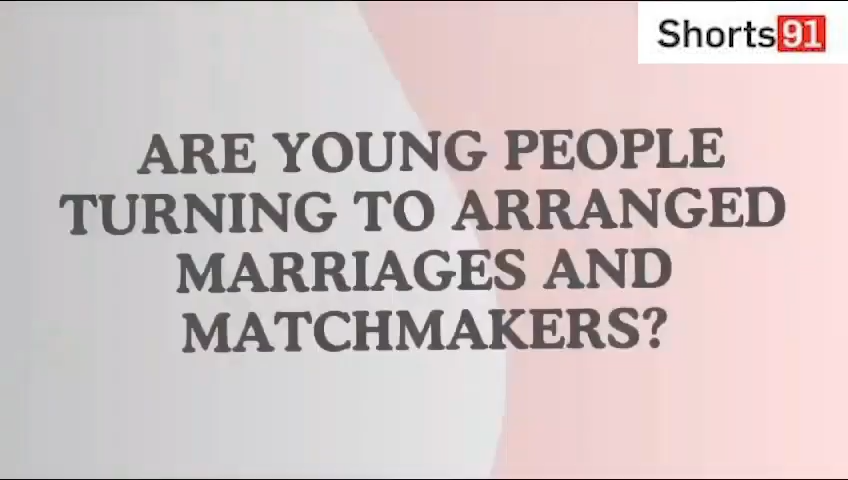 Shorts91
ARE YOUNG PEOPLE
TURNING TO ARRANGED
MARRIAGES AND
MATCHMAKERS?